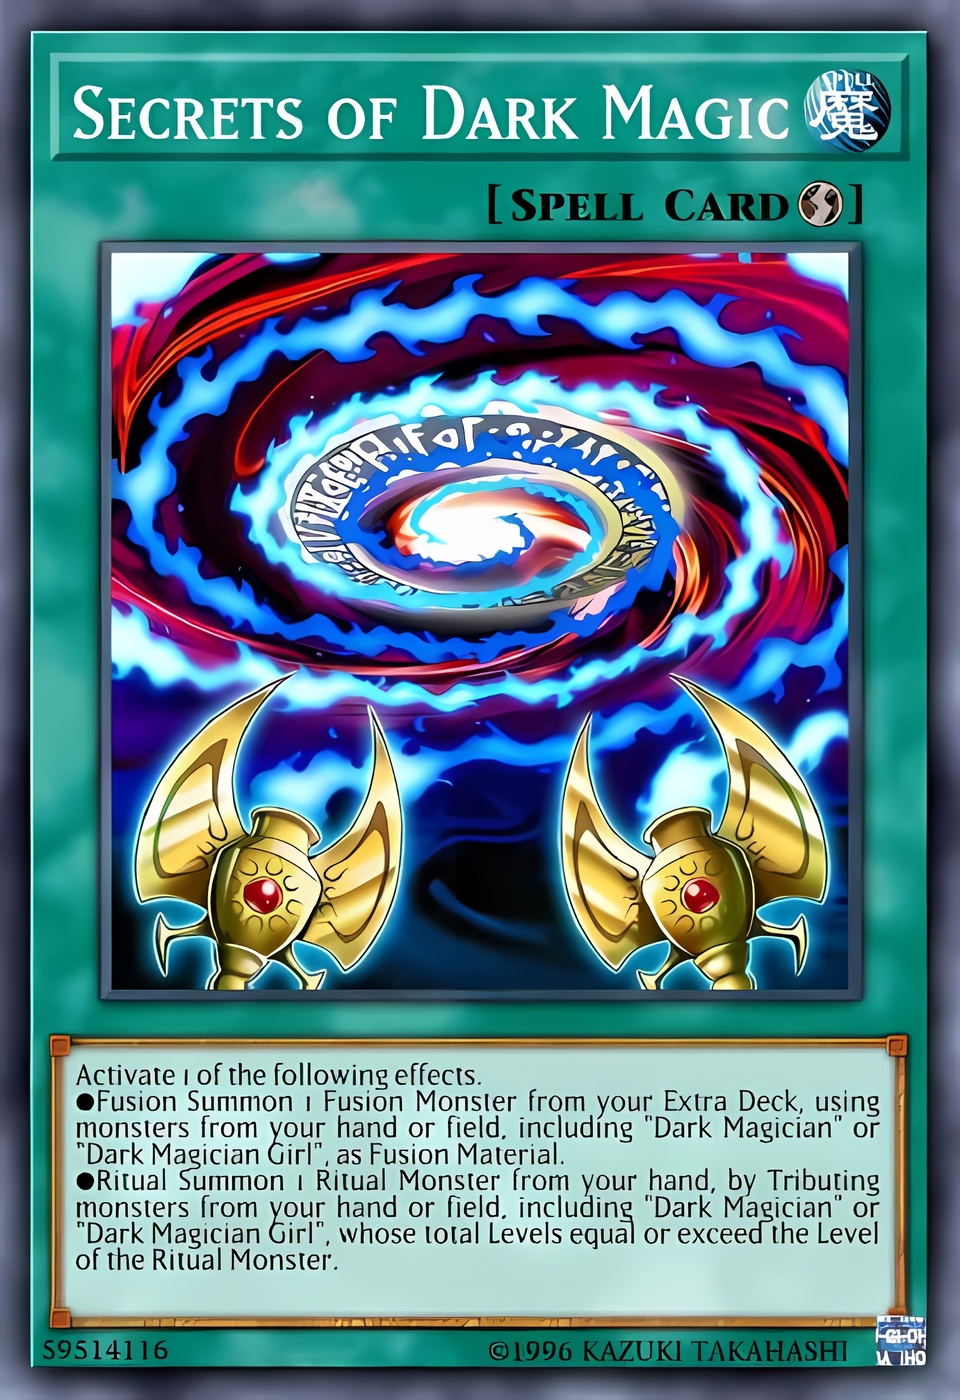 SECRETS OF DARK MAGIC 魔
[SPELL CARD]
Activate 1 of the following effects.
●Fusion Summon 1 Fusion Monster from your Extra Deck, using
monsters from your hand or field, including "Dark Magician" or
"Dark Magician Girl", as Fusion Material.
●Ritual Summon 1 Ritual Monster from your hand, by Tributing
monsters from your hand or field, including "Dark Magician" or
"Dark Magician Girl", whose total Levels equal or exceed the Level
of the Ritual Monster.
59514116 ©1996 KAZUKI TAKAHASHI